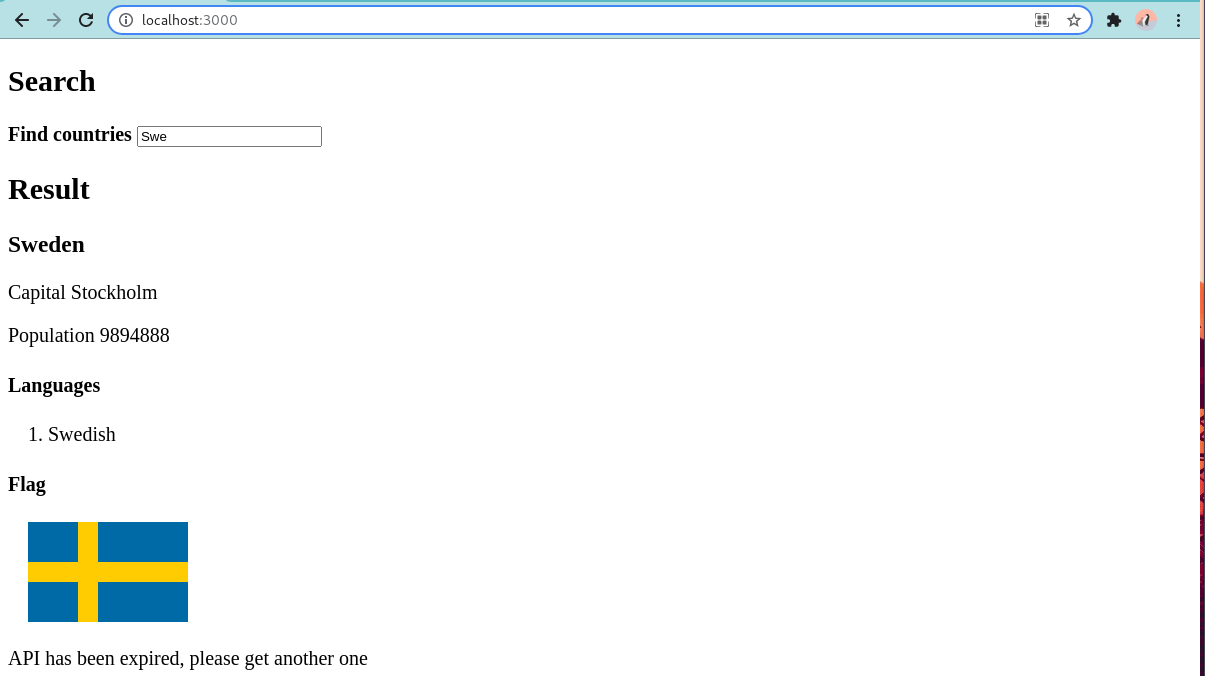 localhost:3000
Search
Find countries Swe
Result
Sweden
Capital Stockholm
Population 9894888
Languages
1. Swedish
Flag
API has been expired, please get another one